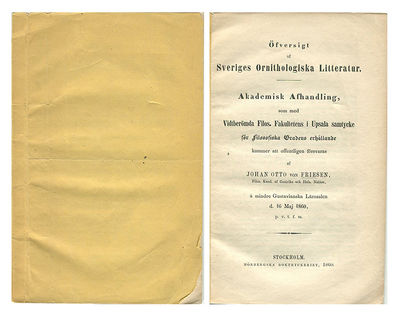 Öfversigt
af
Sveriges Ornithologiska Litteratur.
Akademisk Afhandling,
som med
Vidtberömda Filos. Fakultetens i Upsala samtycke
för Filosofiska Gradens erhållande
kommer att offentligen försvaras
af
JOHAN OTTO VON FRIESEN,
Filos. Kand. af Gestrike och Hels. Nation,
å mindre Gustavianska Lärosalen
d. 16 Maj 1860,
p. v. t. f. m.
STOCKHOLM.
HÖRBERGSKA BOKTRYCKERIET, 1860.